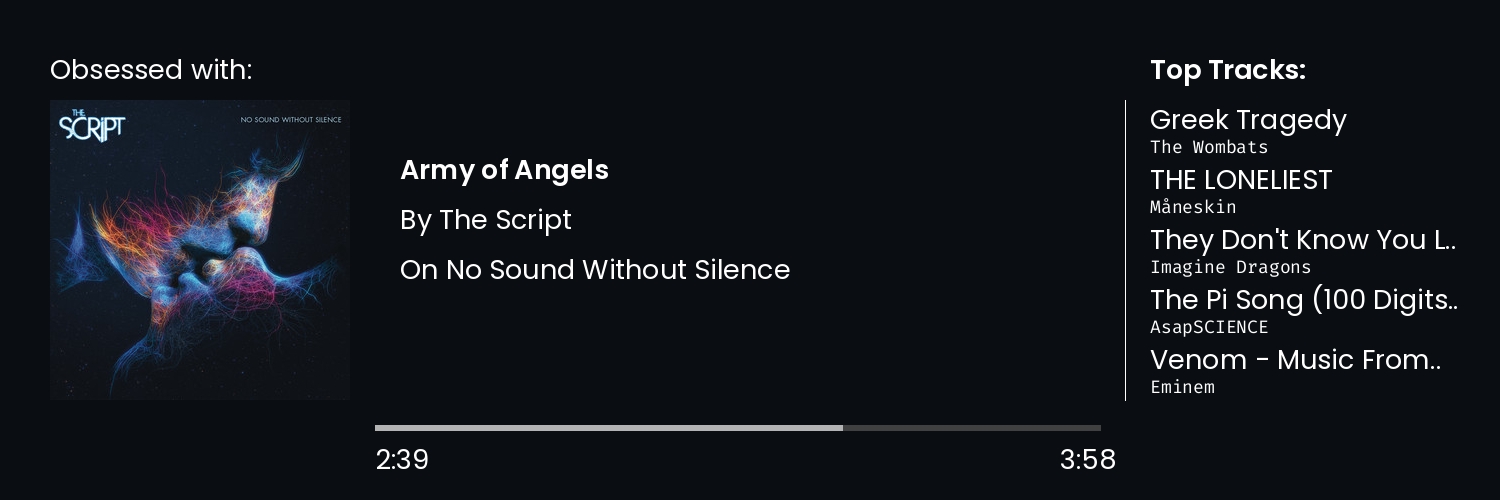 Obsessed with:
THE
SCRIPT
NO SOUND WITHOUT SILENCE
Army of Angels
By The Script
On No Sound Without Silence
2:39
3:58
Top Tracks:
Greek Tragedy
The Wombats
THE LONELIEST
Måneskin
They Don't Know You L..
Imagine Dragons
The Pi Song (100 Digits..
AsapSCIENCE
Venom - Music From..
Eminem